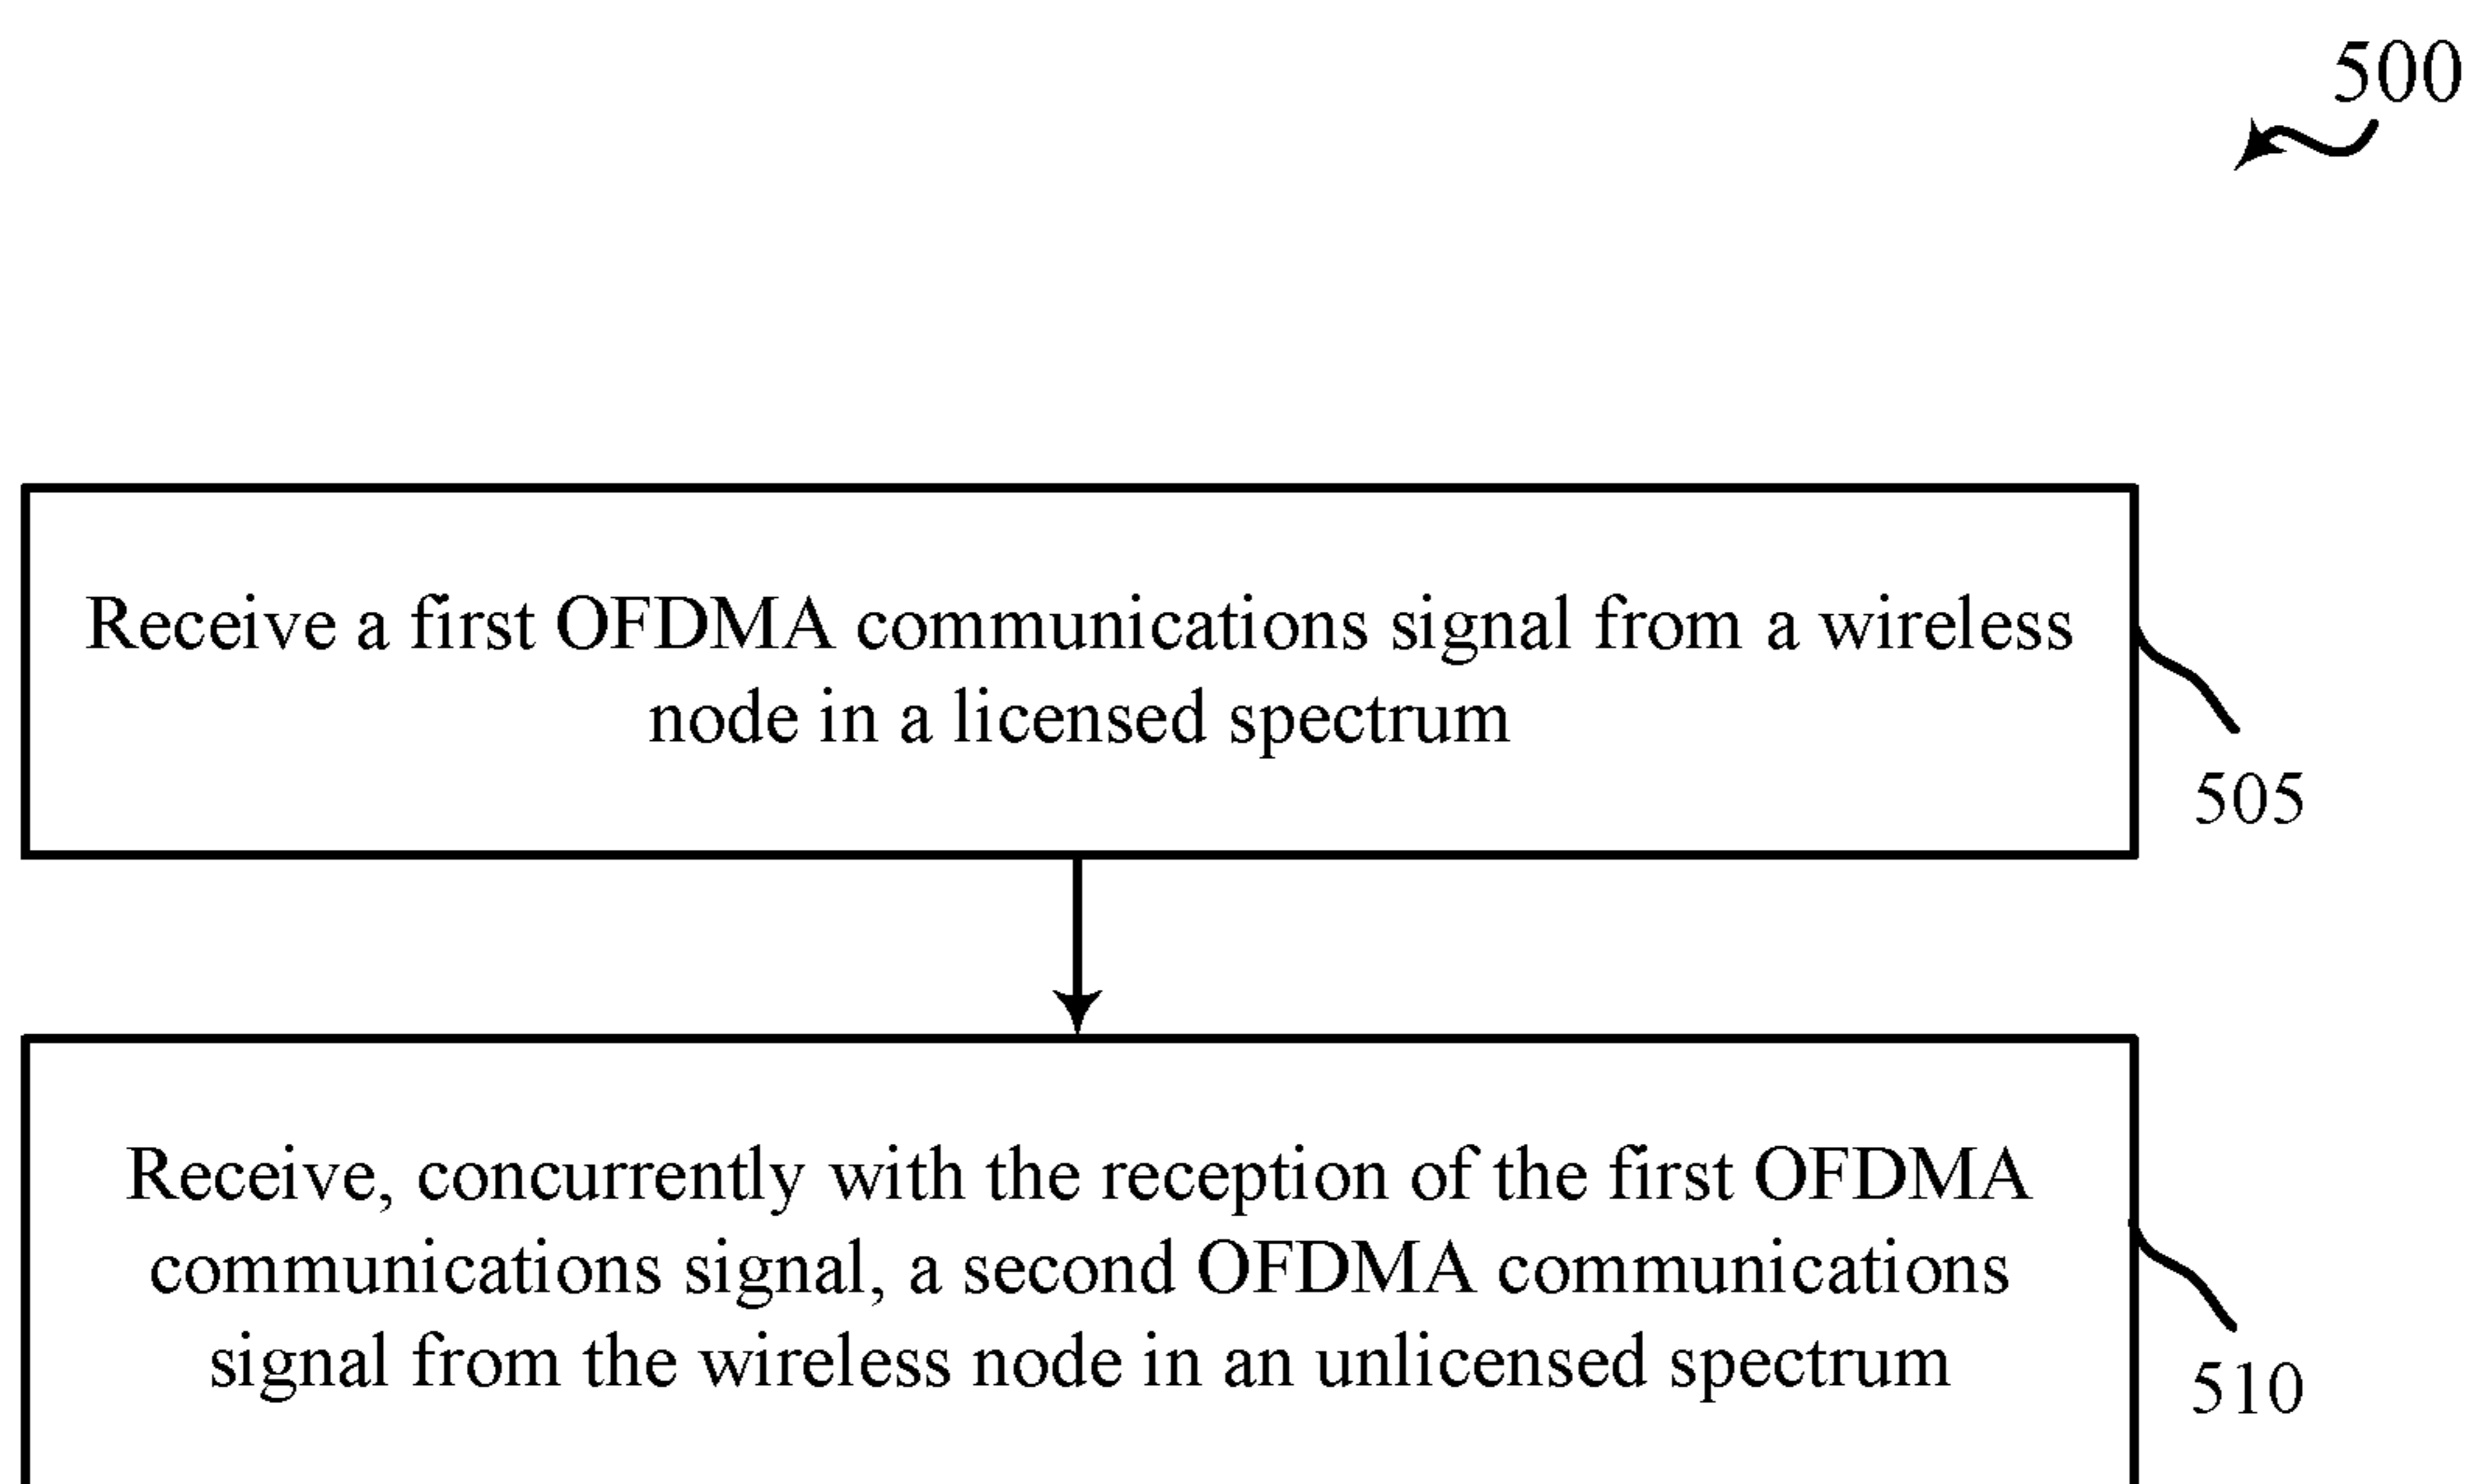 500
Receive a first OFDMA communications signal from a wireless
node in a licensed spectrum
505
Receive, concurrently with the reception of the first OFDMA
communications signal, a second OFDMA communications
signal from the wireless node in an unlicensed spectrum
510